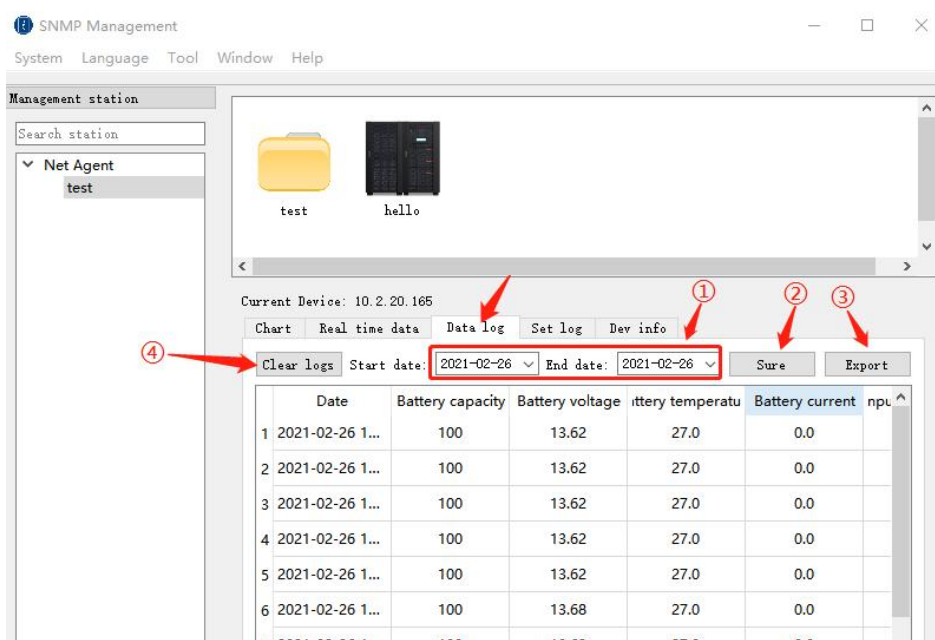 SNMP Management
System Language Tool Window Help
Management station
Search station
Net Agent
test
test hello
Current Device: 10.2.20.165
① ② ③
Chart Real time data Data log Set log Dev info
④
Clear logs Start date: 2021-02-26 End date: 2021-02-26 Sure Export
Date Battery capacity Battery voltage ittery temperatu Battery current npu
1 2021-02-26 1... 100 13.62 27.0 0.0
2 2021-02-26 1... 100 13.62 27.0 0.0
3 2021-02-26 1... 100 13.62 27.0 0.0
4 2021-02-26 1... 100 13.62 27.0 0.0
5 2021-02-26 1... 100 13.62 27.0 0.0
6 2021-02-26 1... 100 13.68 27.0 0.0